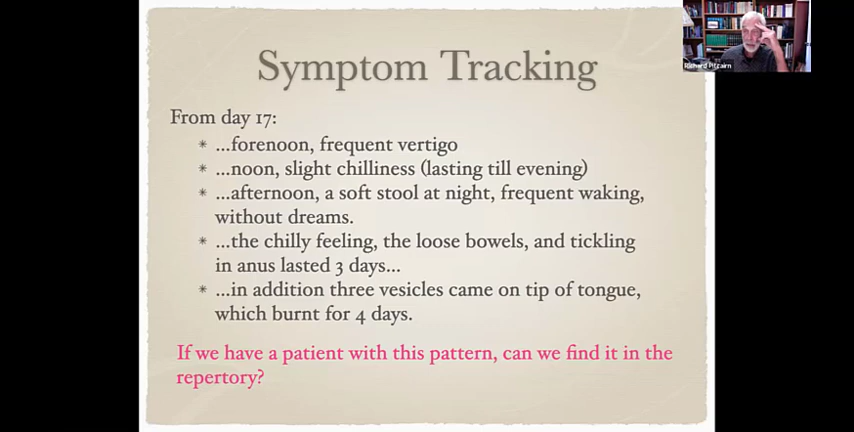 Symptom Tracking
Richard Pitcairn
From day 17:
* ...forenoon, frequent vertigo
* ...noon, slight chilliness (lasting till evening)
* ...afternoon, a soft stool at night, frequent waking,
without dreams.
* ...the chilly feeling, the loose bowels, and tickling
in anus lasted 3 days...
* ...in addition three vesicles came on tip of tongue,
which burnt for 4 days.
If we have a patient with this pattern, can we find it in the
repertory?